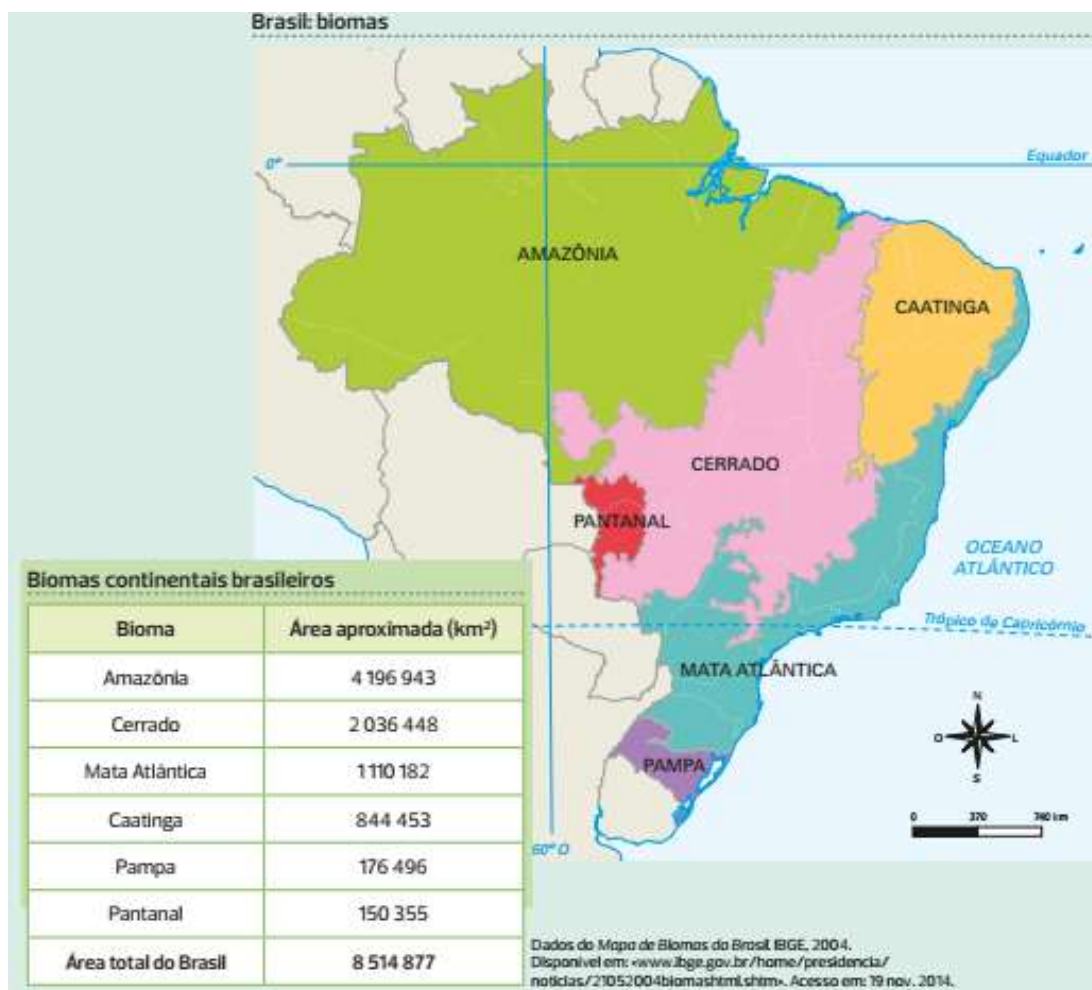 Brasil: biomas
0°
Equador
AMAZÔNIA
CAATINGA
CERRADO
PANTANAL
OCEANO
ATLÂNTICO
Trópico de Capricórnio
MATA ATLÂNTICA
PAMPA
N
O
L
S
0 370 740 km
60° O
Biomas continentais brasileiros
Bioma Área aproximada (km²)
Amazônia 4 196 943
Cerrado 2 036 448
Mata Atlântica 1 110 182
Caatinga 844 453
Pampa 176 496
Pantanal 150 355
Área total do Brasil 8 514 877
Dados do Mapa de Biomas do Brasil. IBGE, 2004.
Disponível em: <www.ibge.gov.br/home/presidencia/
noticias/21052004biomashtml.shtm>. Acesso em: 19 nov. 2014.